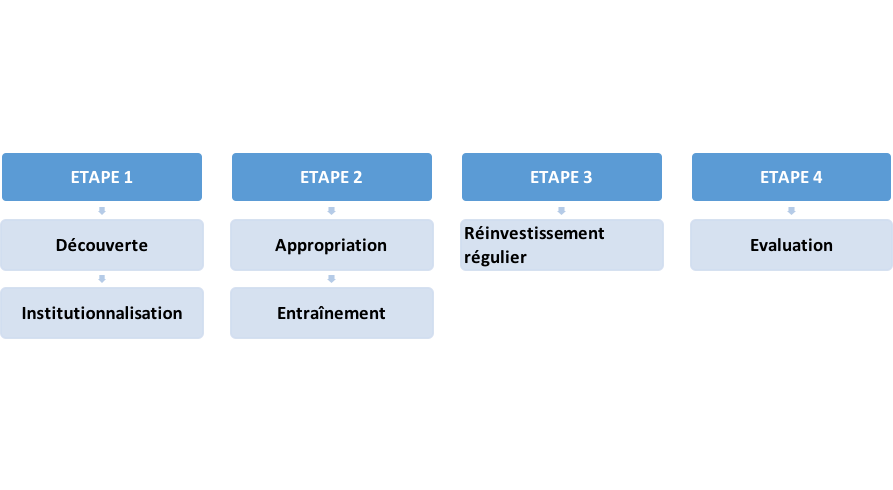 ETAPE 1
Découverte
Institutionnalisation
ETAPE 2
Appropriation
Entraînement
ETAPE 3
Réinvestissement
régulier
ETAPE 4
Evaluation